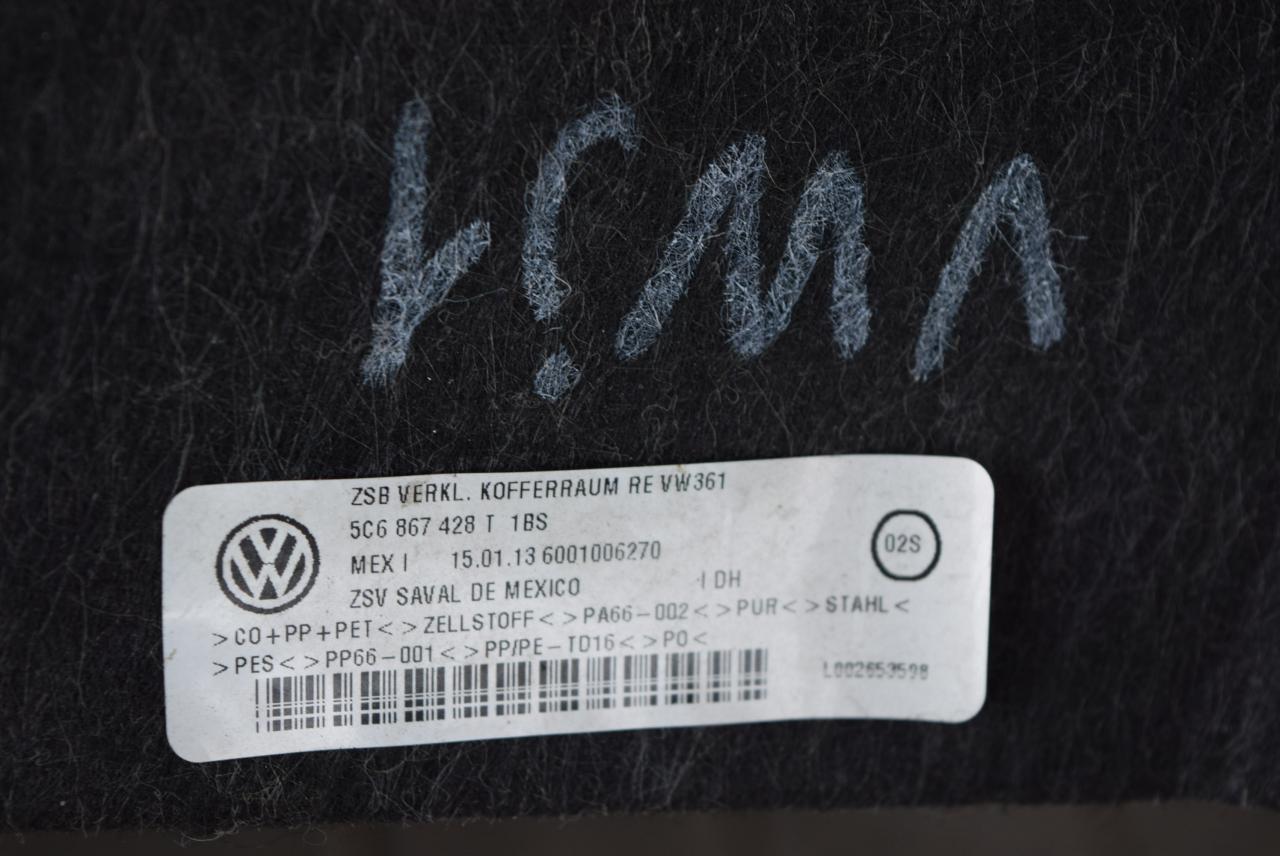 ZSB VERKL. KOFFERRAUM RE VW361
5C6 867 428 T 1BS
MEX I 15.01.13 6001006270
02S
ZSV SAVAL DE MEXICO I DH
>CO+PP+PET< >ZELLSTOFF< >PA66-002< >PUR< >STAHL<
>PES< >PP66-001< >PP/PE-TD16< >PO<
L002653598